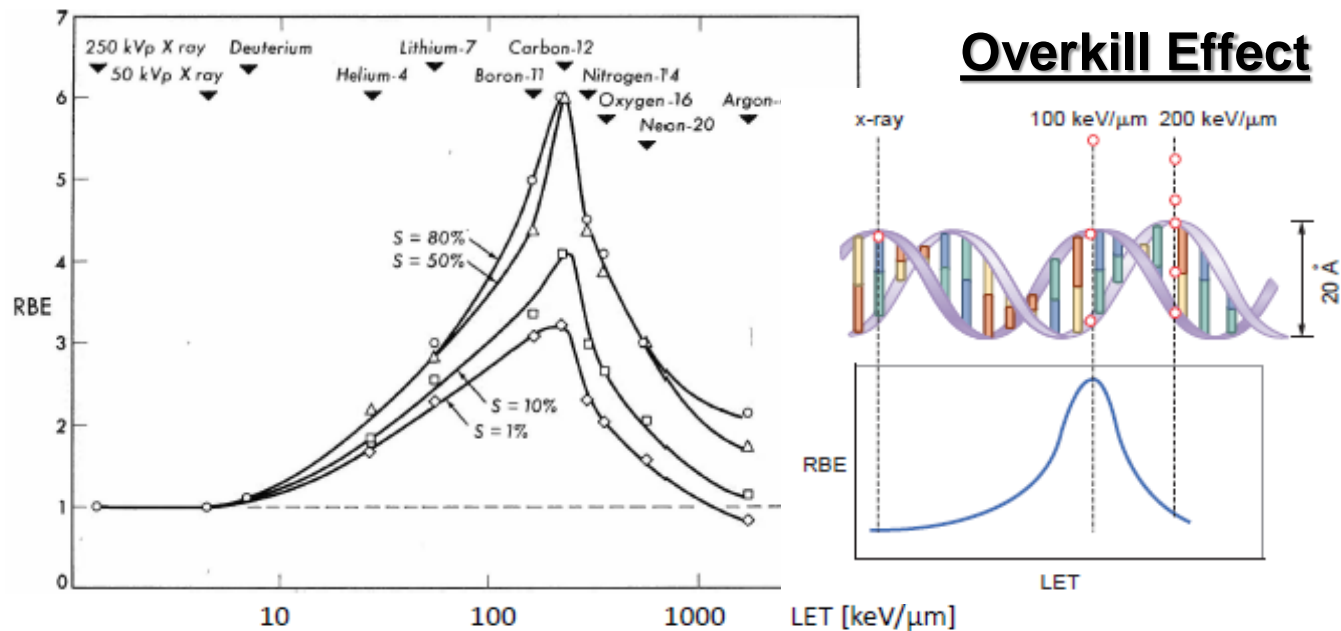 Overkill Effect
7
6
5
4
3
2
1
0
RBE
250 kVp X ray
50 kVp X ray
Deuterium
Helium-4
Lithium-7
Boron-11
Carbon-12
Nitrogen-14
Oxygen-16
Neon-20
Argon-
S = 80%
S = 50%
S = 10%
S = 1%
10
100
1000
LET [keV/μm]
x-ray
100 keV/μm
200 keV/μm
20 Å
RBE
LET